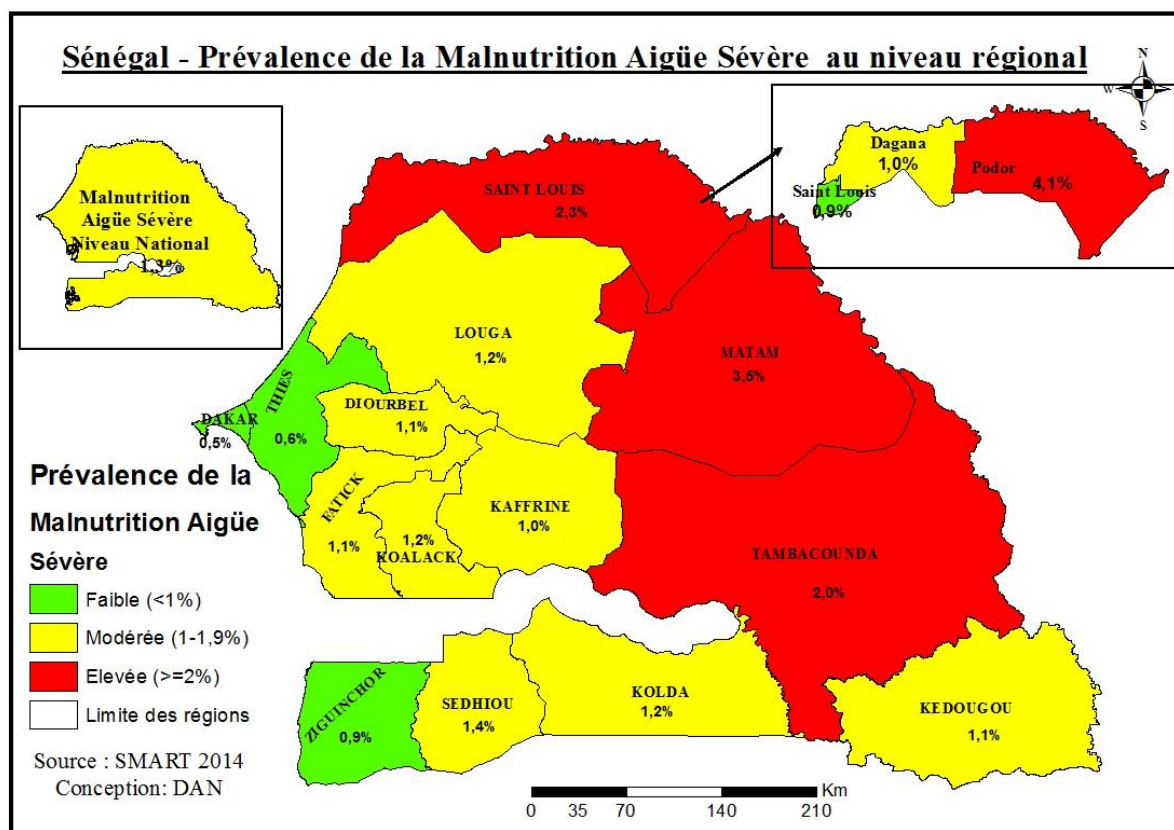 Sénégal - Prévalence de la Malnutrition Aigüe Sévère au niveau régional
N
W
S
Malnutrition
Aigüe Sévère
Niveau National
1,3%
Dagana
1,0%
Podor
4,1%
Saint Louis
0,9%
SAINT LOUIS
2,3%
LOUGA
1,2%
MATAM
3,5%
DAKAR
0,5%
THIES
0,6%
DIOURBEL
1,1%
FATICK
1,1%
1,2%
KOALACK
KAFFRINE
1,0%
TAMBACOUNDA
2,0%
ZIGUINCHOR
0,9%
SEDHIOU
1,4%
KOLDA
1,2%
KEDOUGOU
1,1%
Prévalence de la
Malnutrition Aigüe
Sévère
Faible (<1%)
Modérée (1-1,9%)
Elevée (>=2%)
Limite des régions
Source : SMART 2014
Conception: DAN
0 35 70 140 210 Km